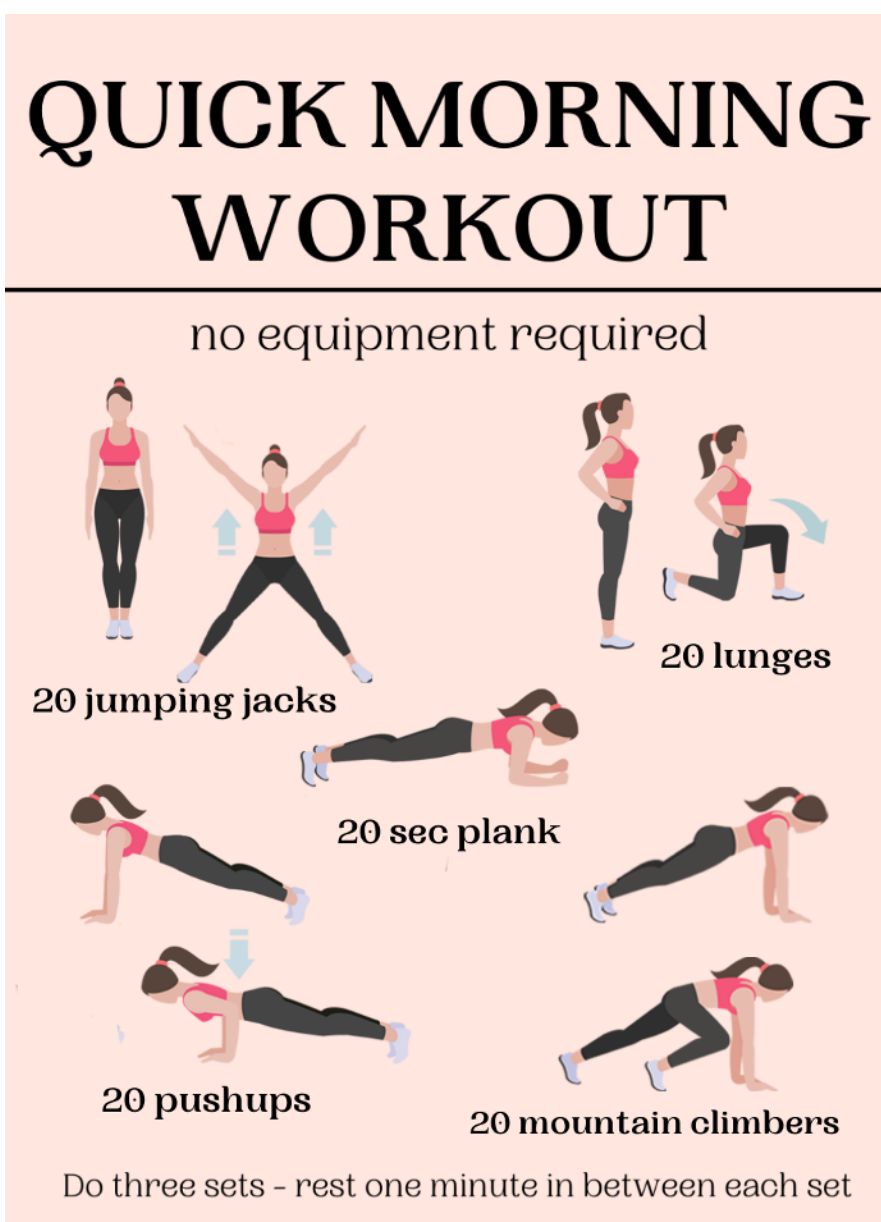 QUICK MORNING
WORKOUT
no equipment required
20 jumping jacks
20 lunges
20 sec plank
20 pushups
20 mountain climbers
Do three sets - rest one minute in between each set